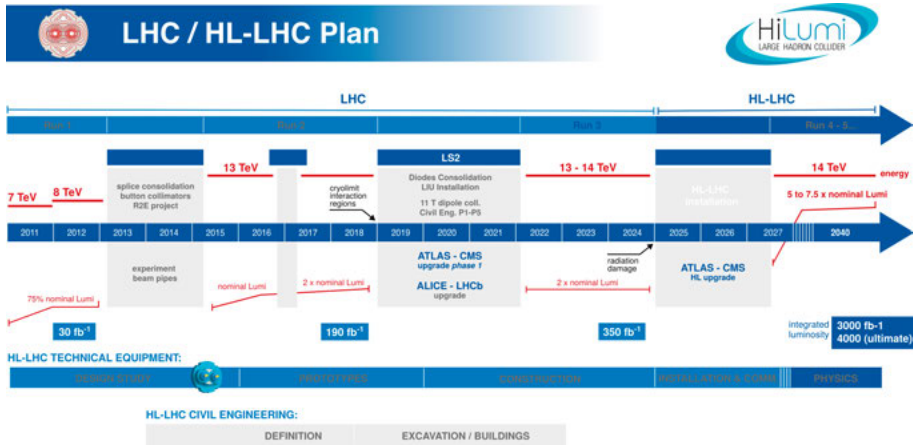 LHC / HL-LHC Plan
HiLumi
LARGE HADRON COLLIDER
LHC
HL-LHC
Run 1
Run 2
Run 3
Run 4 - 5...
LS2
13 TeV
13 - 14 TeV
14 TeV
energy
7 TeV
8 TeV
splice consolidation
button collimators
R2E project
cryolimit
interaction
regions
Diodes Consolidation
LIU Installation
11 T dipole coll.
Civil Eng. P1-P5
HL-LHC
installation
5 to 7.5 x nominal Lumi
2011
2012
2013
2014
2015
2016
2017
2018
2019
2020
2021
2022
2023
2024
2025
2026
2027
2040
75% nominal Lumi
experiment
beam pipes
nominal Lumi
2 x nominal Lumi
ATLAS - CMS
upgrade phase 1
ALICE - LHCb
upgrade
2 x nominal Lumi
radiation
damage
ATLAS - CMS
HL upgrade
30 fb-1
190 fb-1
350 fb-1
integrated
luminosity
3000 fb-1
4000 (ultimate)
HL-LHC TECHNICAL EQUIPMENT:
DESIGN STUDY
PROTOTYPES
CONSTRUCTION
INSTALLATION & COMM.
PHYSICS
HL-LHC CIVIL ENGINEERING:
DEFINITION
EXCAVATION / BUILDINGS